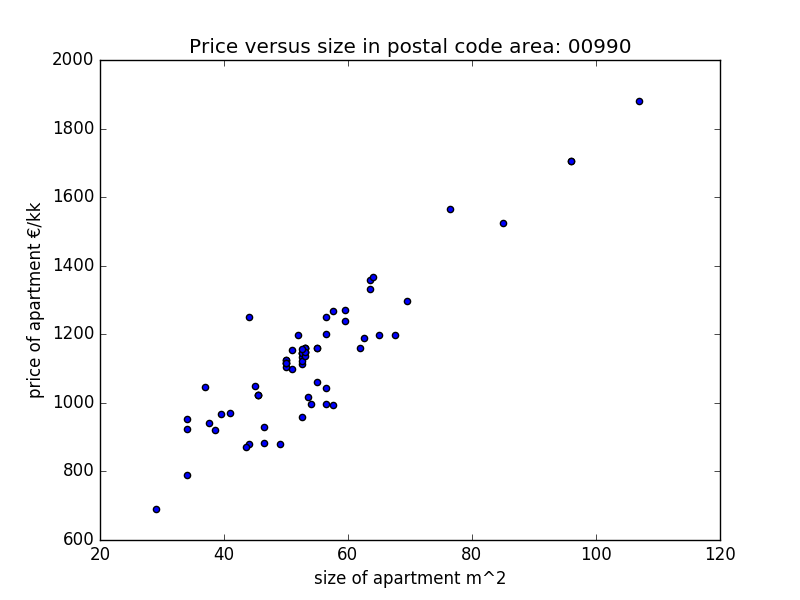 Price versus size in postal code area: 00990
2000
1800
1600
1400
1200
1000
800
600
price of apartment €/kk
20 40 60 80 100 120
size of apartment m^2